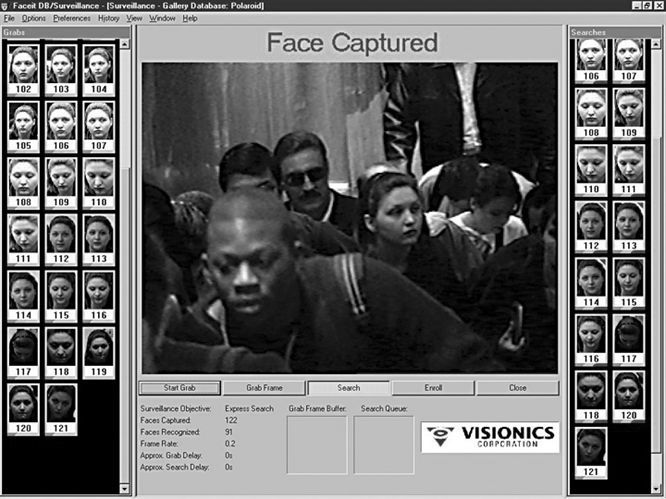 Faceit DB/Surveillance - [Surveillance - Gallery Database: Polaroid]
File Options Preferences History View Window Help
Grabs
102 103 104
105 106 107
108 109 110
111 112 113
114 115 116
117 118 119
120 121
Face Captured
Start Grab Grab Frame Search Enroll Close
Surveillance Objective: Express Search
Faces Captured: 122
Faces Recognized: 91
Frame Rate: 0.2
Approx. Grab Delay: 0s
Approx. Search Delay: 0s
Grab Frame Buffer: Search Queue:
VISIONICS
CORPORATION
Searches
106 107
108 109
110 111
112 113
114 115
116 117
118 120
121